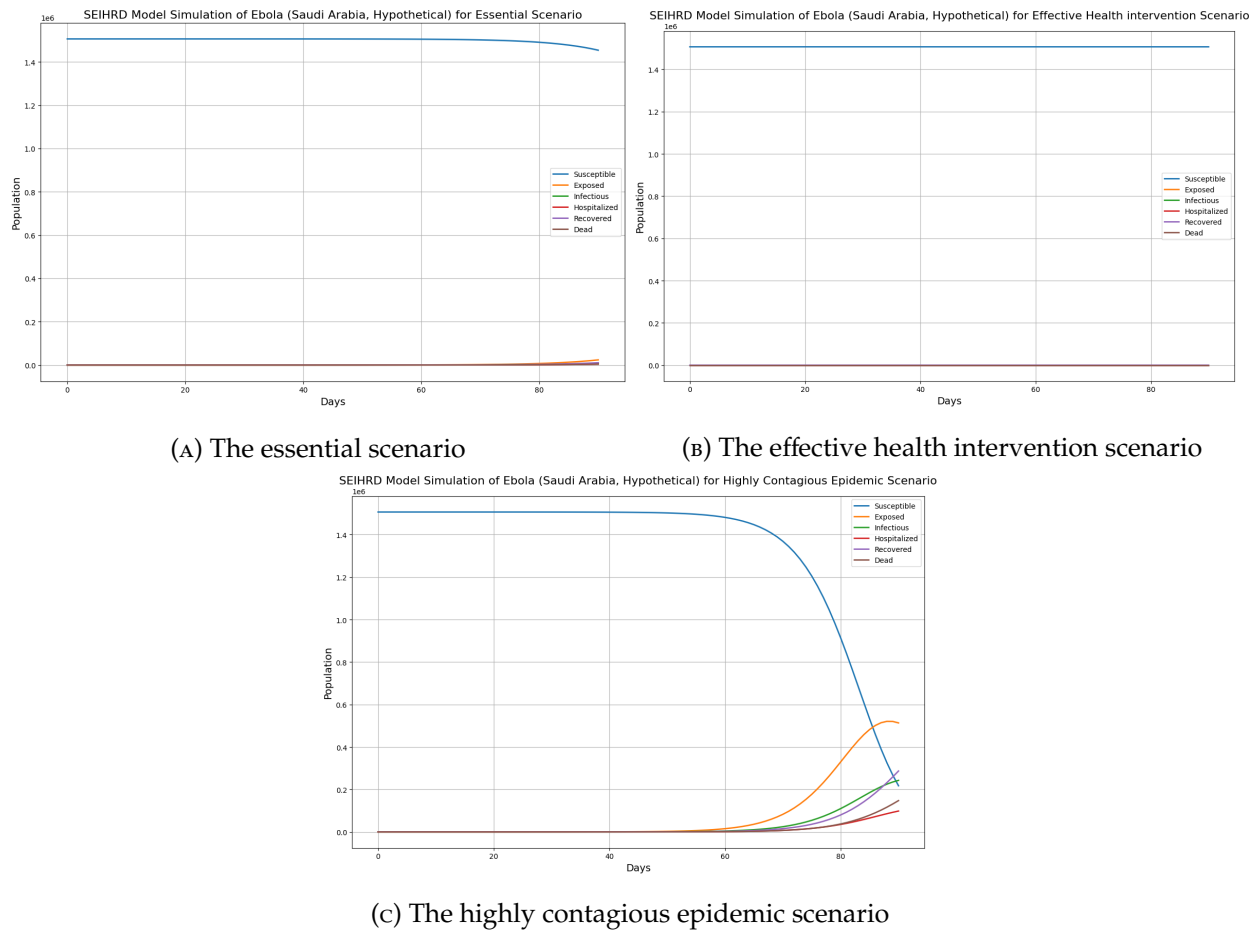 SEIHRD Model Simulation of Ebola (Saudi Arabia, Hypothetical) for Essential Scenario
1e6
1.4
1.2
1.0
0.8
0.6
0.4
0.2
0.0
Population
Susceptible
Exposed
Infectious
Hospitalized
Recovered
Dead
0
20
40
60
80
Days
(A) The essential scenario
SEIHRD Model Simulation of Ebola (Saudi Arabia, Hypothetical) for Effective Health intervention Scenario
1e6
1.4
1.2
1.0
0.8
0.6
0.4
0.2
0.0
Population
Susceptible
Exposed
Infectious
Hospitalized
Recovered
Dead
0
20
40
60
80
Days
(B) The effective health intervention scenario
SEIHRD Model Simulation of Ebola (Saudi Arabia, Hypothetical) for Highly Contagious Epidemic Scenario
1e6
1.4
1.2
1.0
0.8
0.6
0.4
0.2
0.0
Population
Susceptible
Exposed
Infectious
Hospitalized
Recovered
Dead
0
20
40
60
80
Days
(C) The highly contagious epidemic scenario